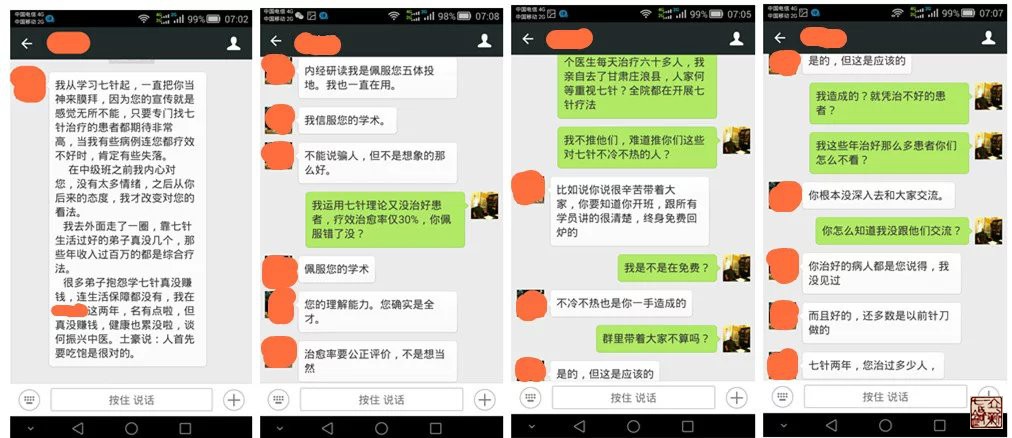 中国电信 4G
中国移动 2G
99%
07:02
我从学习七针起，一直把你当
神来膜拜，因为您的宣传就是
感觉无所不能，只要专门找七
针治疗的患者都期待非常
高，当我有些病例连您都疗效
不好时，肯定有些失落。
在中级班之前我内心对
您，没有太多情绪，之后从你
后来的态度，我才改变对您的
看法。
我去外面走了一圈，靠七针
生活过好的弟子真没几个，那
些年收入过百万的都是综合疗
法。
很多弟子抱怨学七针真没赚
钱，连生活保障都没有，我在
这两年，名有点啦，但
真没赚钱，健康也累没啦，谈
何振兴中医。土豪说：人首先
要吃饱是很对的。
按住 说话
中国电信 4G
中国移动 2G
98%
07:08
内经研读我是佩服您五体投
地。我也一直在用。
我信服您的学术。
不能说骗人，但不是想象的那
么好。
我运用七针理论又没治好患
者，疗效治愈率仅30%，你佩
服错了没？
佩服您的学术
您的理解能力。您确实是全
才。
治愈率要公正评价，不是想当
然
按住 说话
中国电信 4G
中国移动 2G
99%
07:05
个医生每天治疗六十多人，我
亲自去了甘肃庄浪县，人家何
等重视七针？全院都在开展七
针疗法
我不推他们，难道推你们这些
对七针不冷不热的人？
比如说你说很辛苦带着大
家，你要知道你开班，跟所有
学员讲的很清楚，终身免费回
炉的
我是不是在免费？
不冷不热也是你一手造成的
群里带着大家不算吗？
是的，但这是应该的
按住 说话
中国电信 4G
中国移动 2G
99%
07:07
是的，但这是应该的
我造成的？就凭治不好的患
者？
我这些年治好那么多患者你们
怎么不看？
你根本没深入去和大家交流。
你怎么知道我没跟他们交流？
你治好的病人都是您说得，我
没见过
而且好的，还多数是以前针刀
做的
七针两年，您治过多少人，
按住 说话